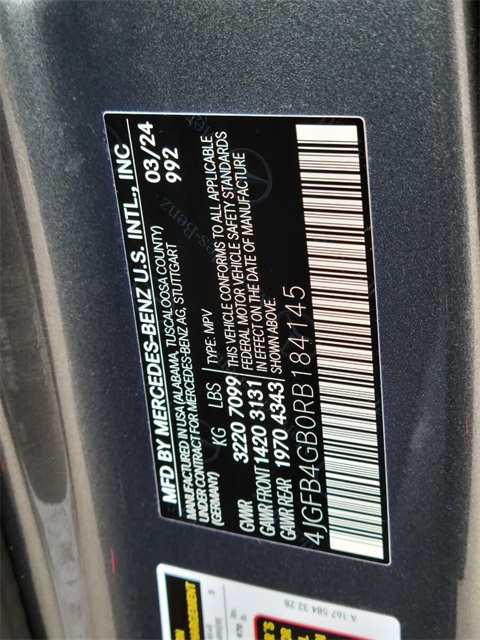 MFD BY MERCEDES-BENZ U.S. INTL., INC
MANUFACTURED IN USA (ALABAMA, TUSCALOOSA COUNTY) 03/24
UNDER CONTRACT FOR MERCEDES-BENZ AG, STUTTGART 992
(GERMANY) KG LBS TYPE: MPV
GVWR 3220 7099 THIS VEHICLE CONFORMS TO ALL APPLICABLE
GAWR FRONT 1420 3131 FEDERAL MOTOR VEHICLE SAFETY STANDARDS
GAWR REAR 1970 4343 IN EFFECT ON THE DATE OF MANUFACTURE
SHOWN ABOVE.
4JGFB4GB0RB184145
A 167 584 32 28